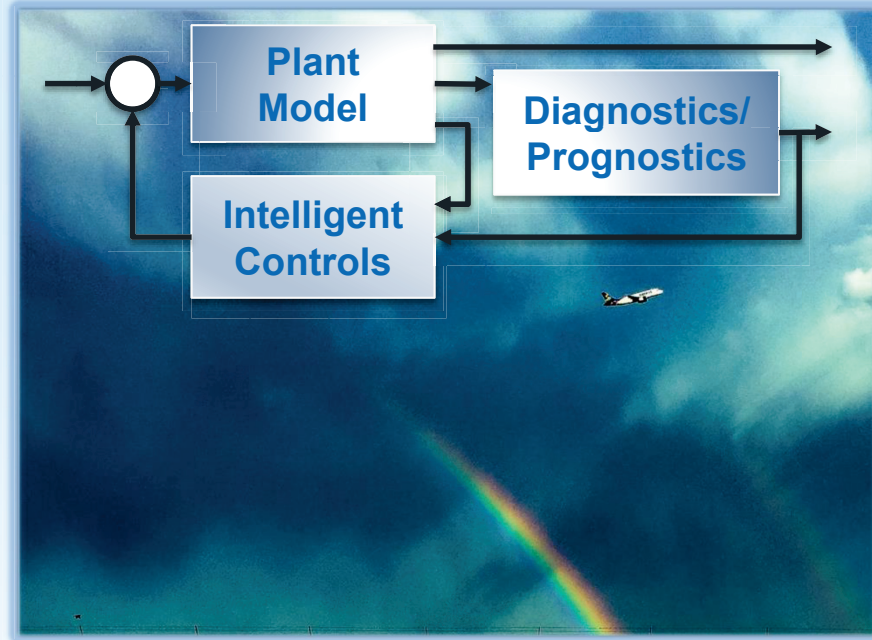 Plant
Model
Diagnostics/
Prognostics
Intelligent
Controls